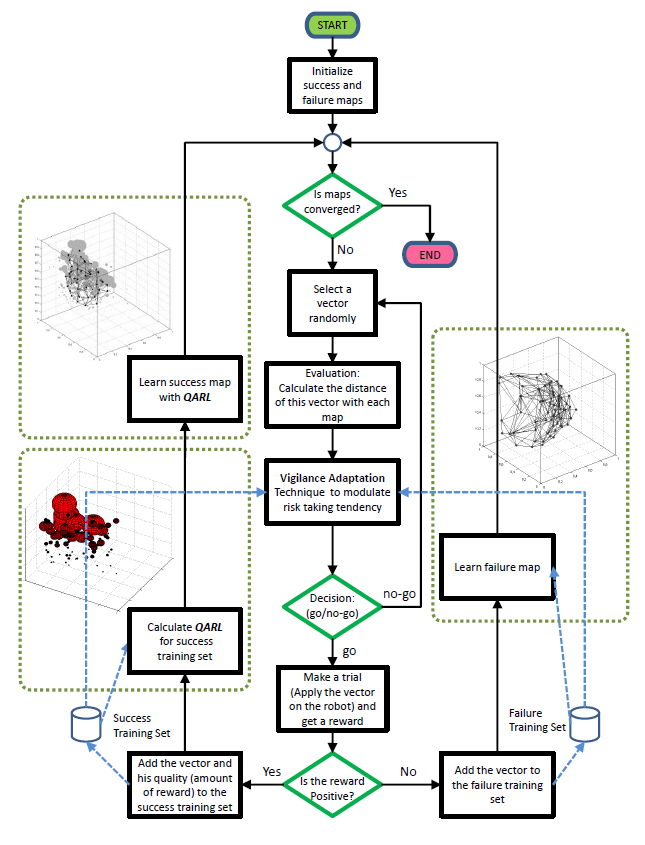 START
Initialize
success and
failure maps
Is maps
converged?
Yes
END
No
Select a
vector
randomly
Evaluation:
Calculate the distance
of this vector with each
map
Learn success map
with QARL
Vigilance Adaptation
Technique to modulate
risk taking tendency
Learn failure map
Decision:
(go/no-go)
no-go
go
Calculate QARL
for success
training set
Make a trial
(Apply the vector
on the robot) and
get a reward
Success
Training Set
Failure
Training Set
Add the vector and
his quality (amount
of reward) to the
success training set
Yes
Is the reward
Positive?
No
Add the vector to
the failure training
set